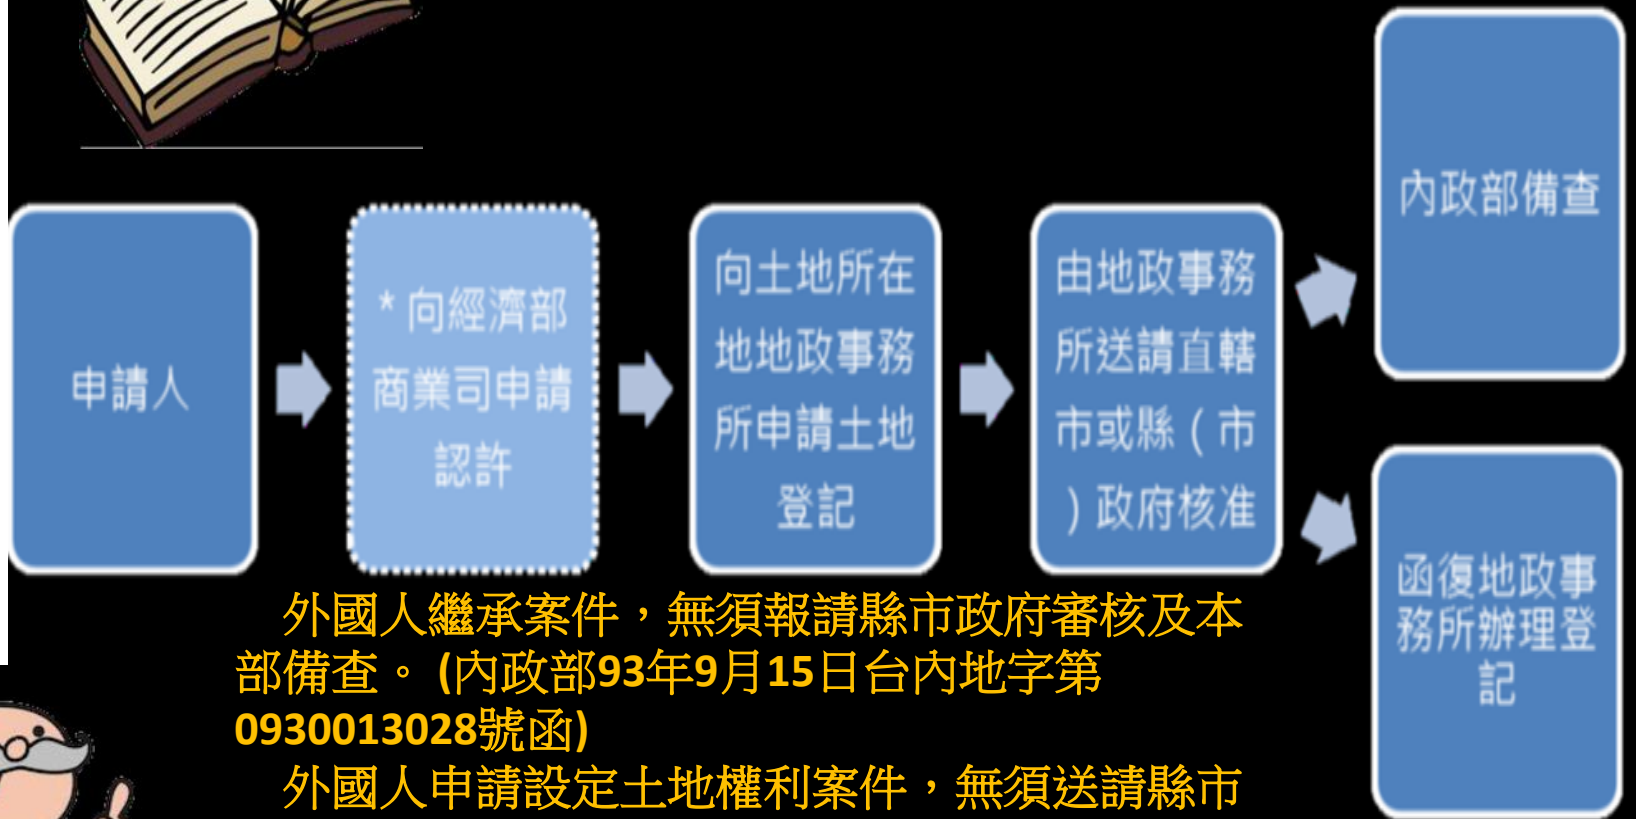 申請人
* 向經濟部
商業司申請
認許
向土地所在
地地政事務
所申請土地
登記
由地政事務
所送請直轄
市或縣（市
）政府核准
內政部備查
函復地政事
務所辦理登
記
外國人繼承案件，無須報請縣市政府審核及本
部備查。 (內政部93年9月15日台內地字第
0930013028號函)
外國人申請設定土地權利案件，無須送請縣市